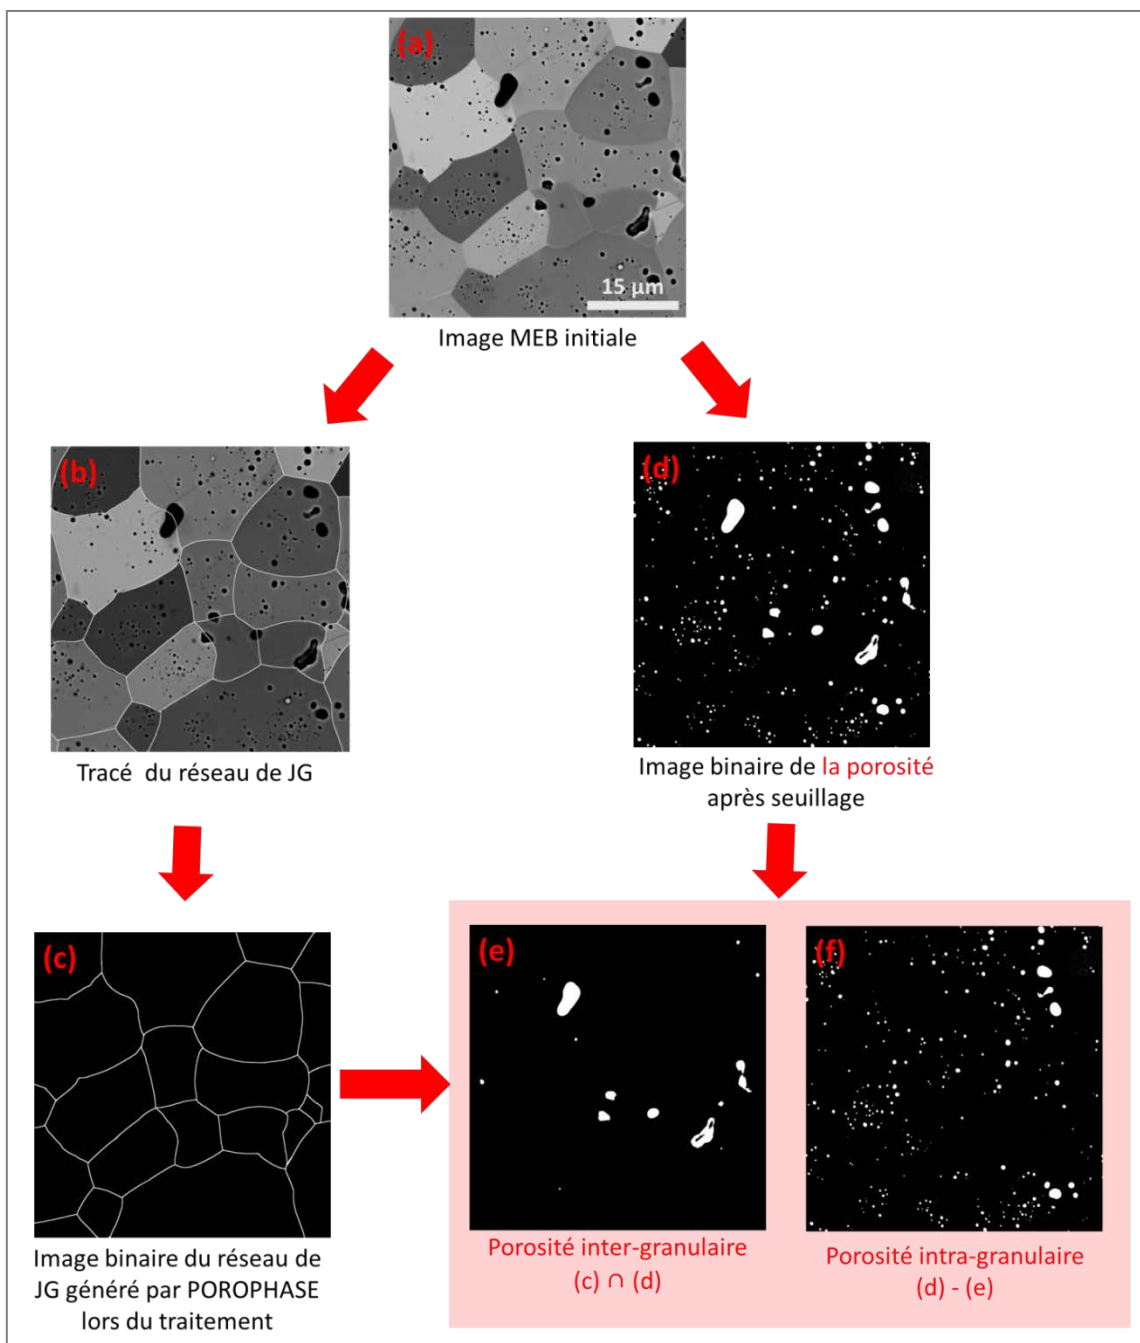 (a)
15 µm
Image MEB initiale
(b)
Tracé du réseau de JG
(d)
Image binaire de la porosité
après seuillage
(c)
Image binaire du réseau de
JG généré par POROPHASE
lors du traitement
(e)
Porosité inter-granulaire
(c) ∩ (d)
(f)
Porosité intra-granulaire
(d) - (e)